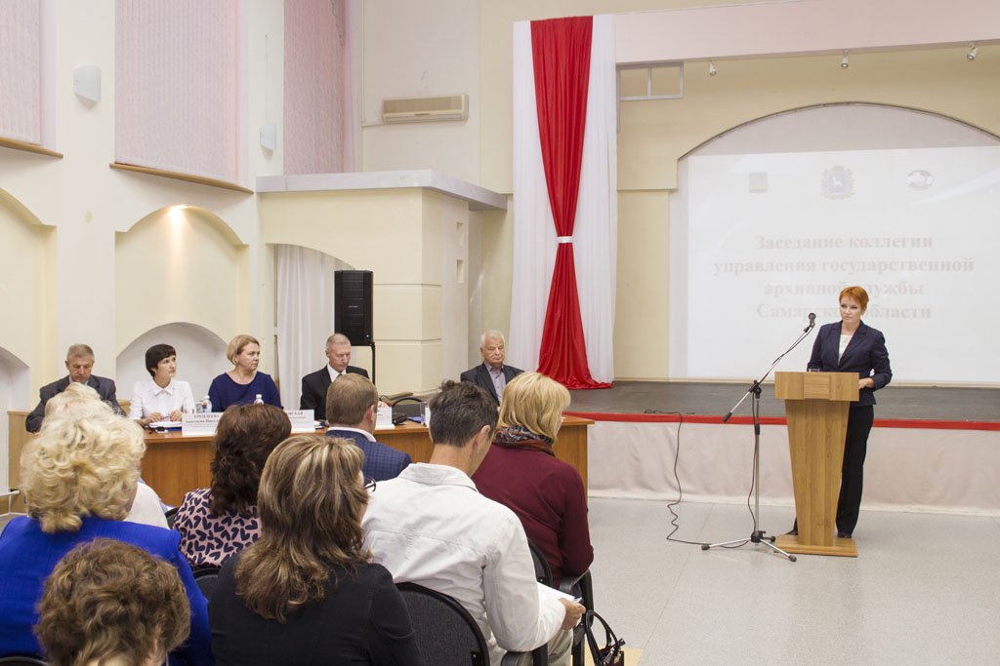 Заседание коллегии
управления государственной
архивной службы
Самарской области